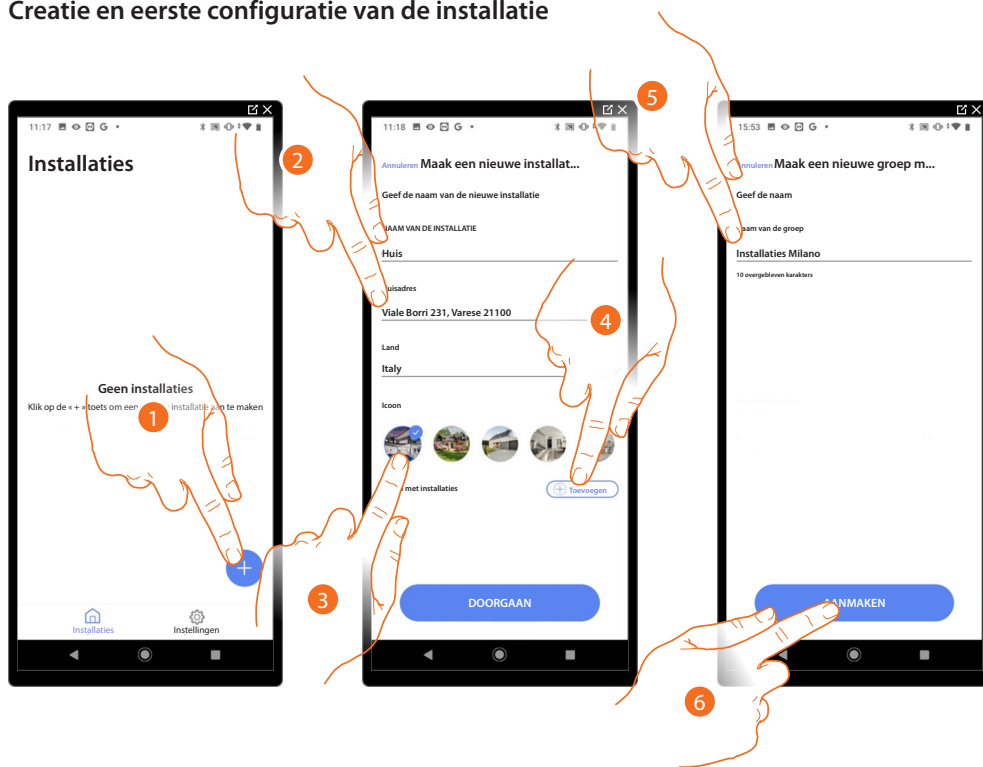 Creatie en eerste configuratie van de installatie
11:17
Installaties
Geen installaties
Klik op de « + » toets om een installatie aan te maken
1
Installaties
Instellingen
2
11:18
Annuleren Maak een nieuwe installat...
Geef de naam van de nieuwe installatie
NAAM VAN DE INSTALLATIE
Huis
Huisadres
Viale Borri 231, Varese 21100
Land
Italy
Icoon
met installaties
Toevoegen
3
4
DOORGAAN
5
15:53
Annuleren Maak een nieuwe groep m...
Geef de naam
Naam van de groep
Installaties Milano
10 overgebleven karakters
AANMAKEN
6